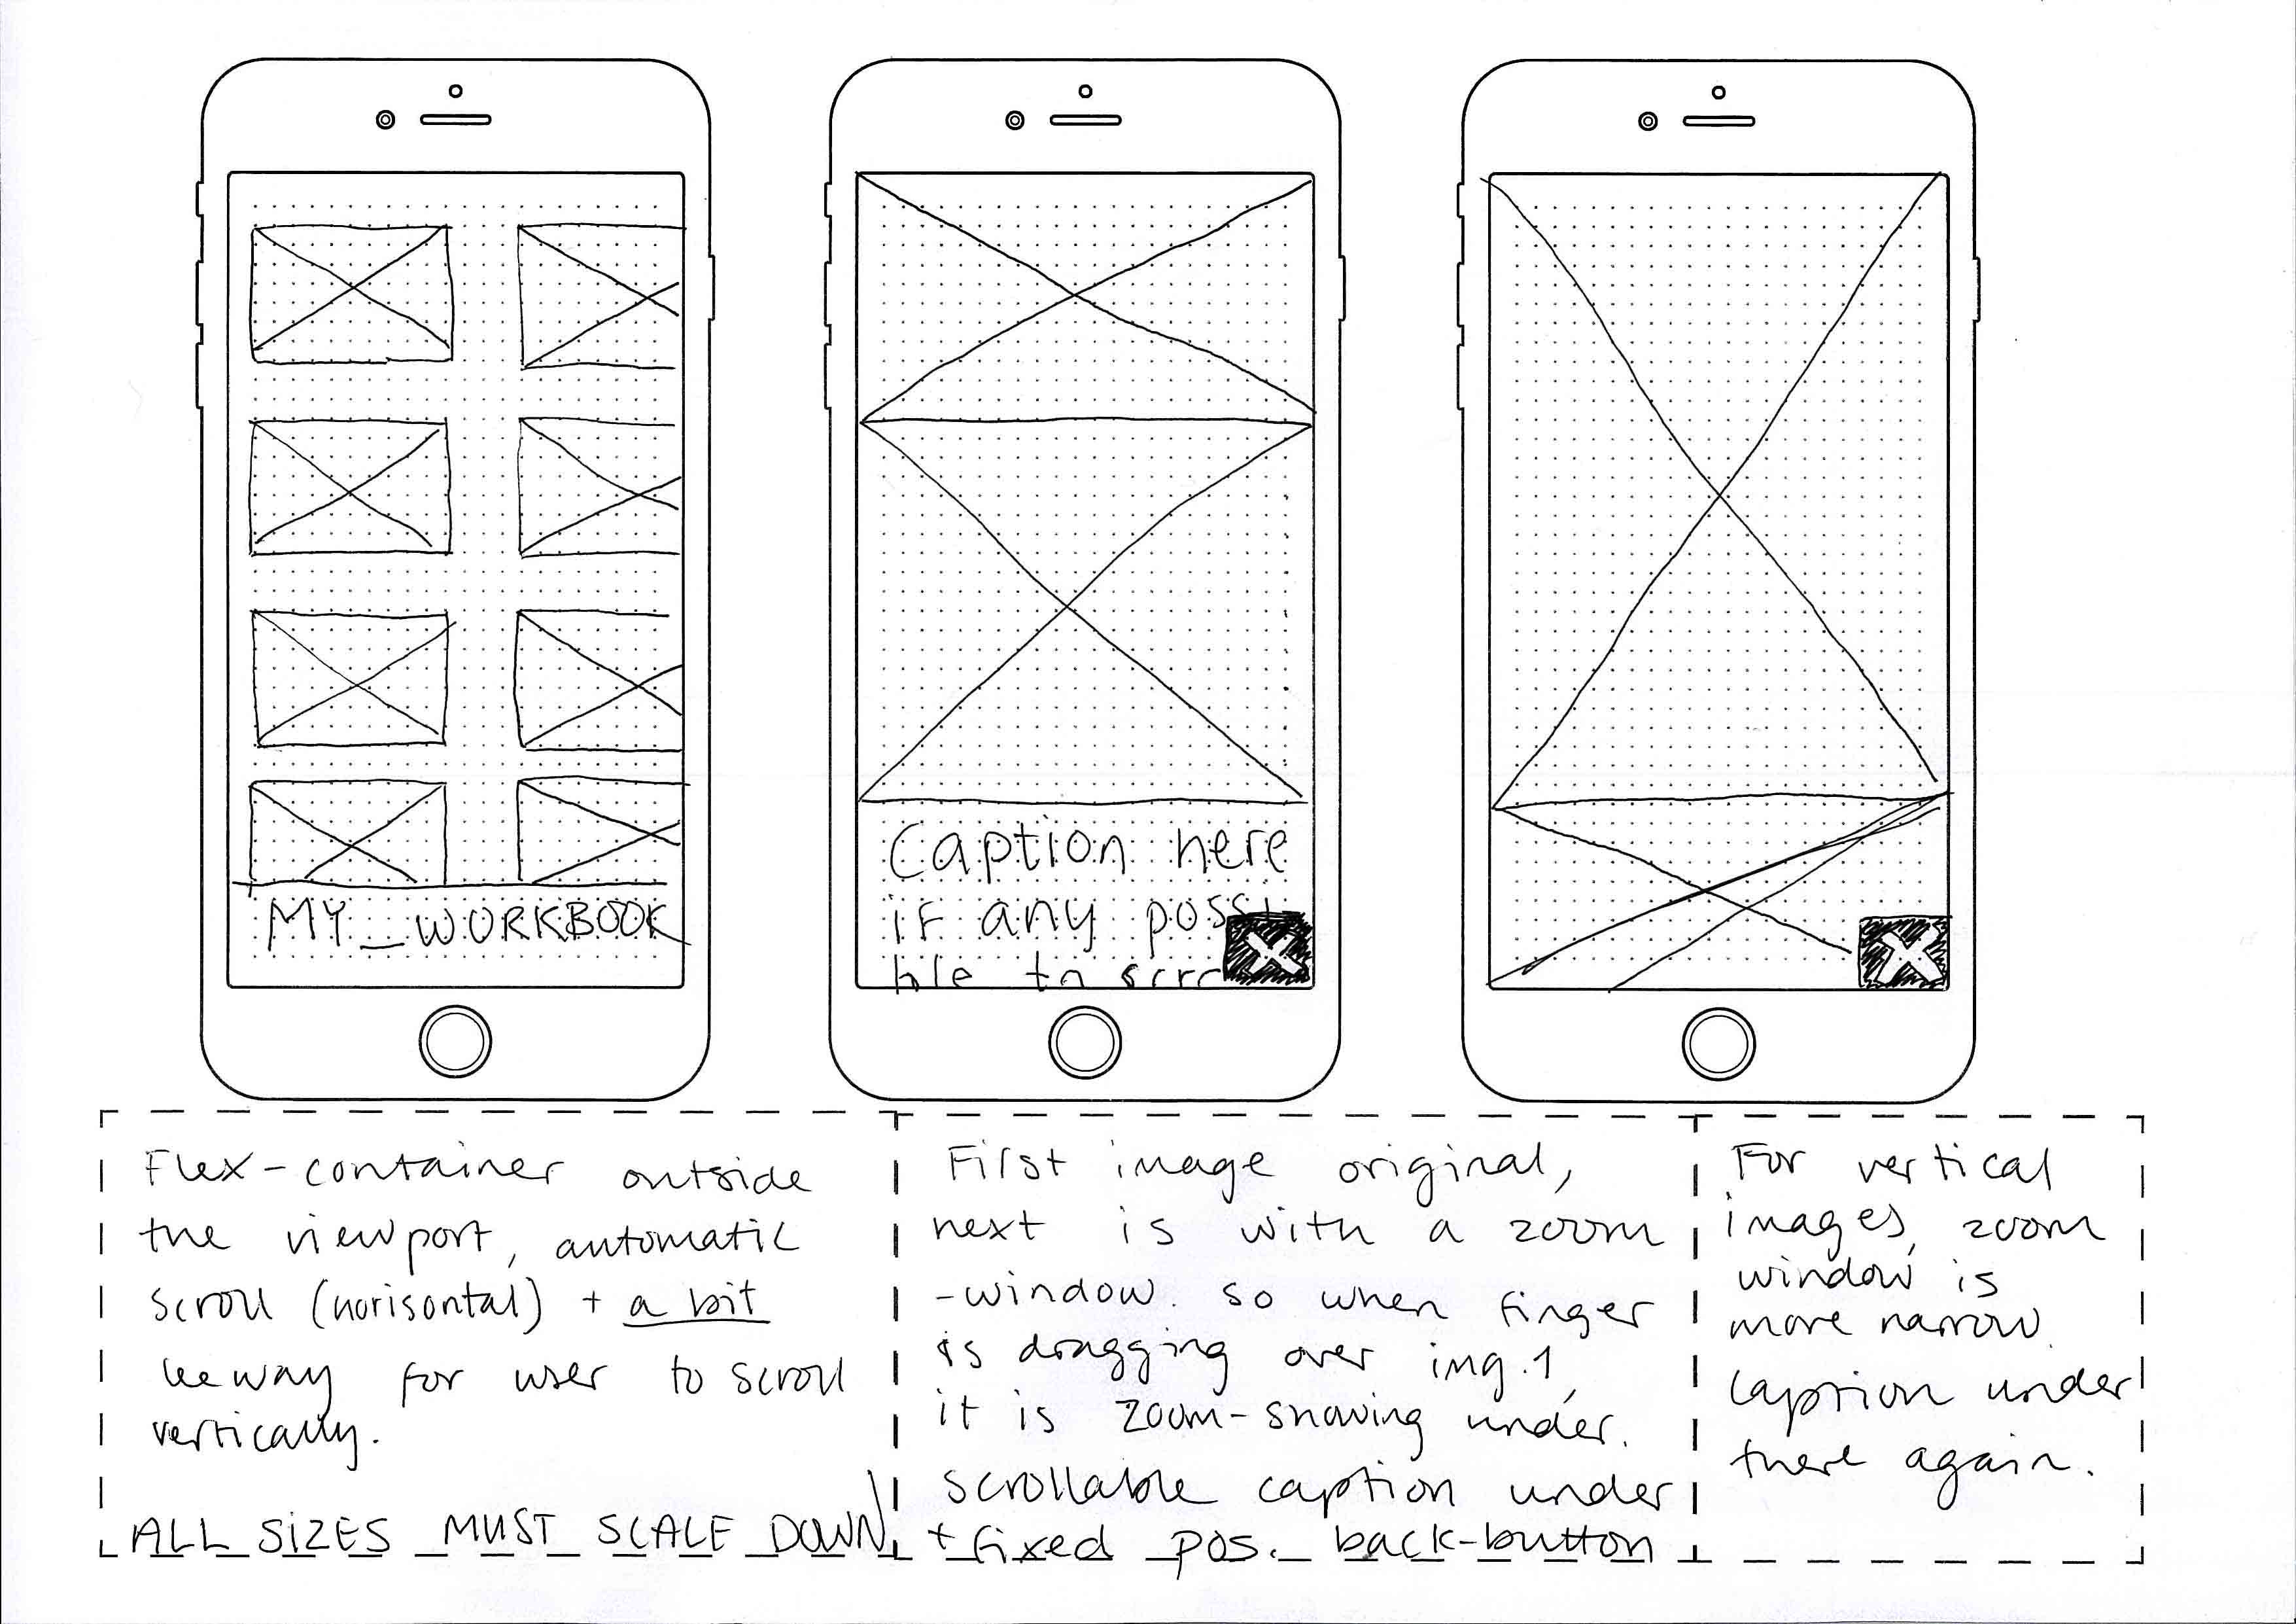 MY_WORKBOOK
Caption here
if any possi
ble to scrc
Flex-container outside
the viewport, automatic
scroll (horisontal) + a bit
leeway for user to scroll
vertically.
ALL SIZES MUST SCALE DOWN
First image original,
next is with a zoom
-window. so when finger
is dragging over img.1,
it is zoom-showing under.
scrollable caption under
+ fixed pos. back-button
For vertical
images, zoom
window is
more narrow.
Caption under
there again.